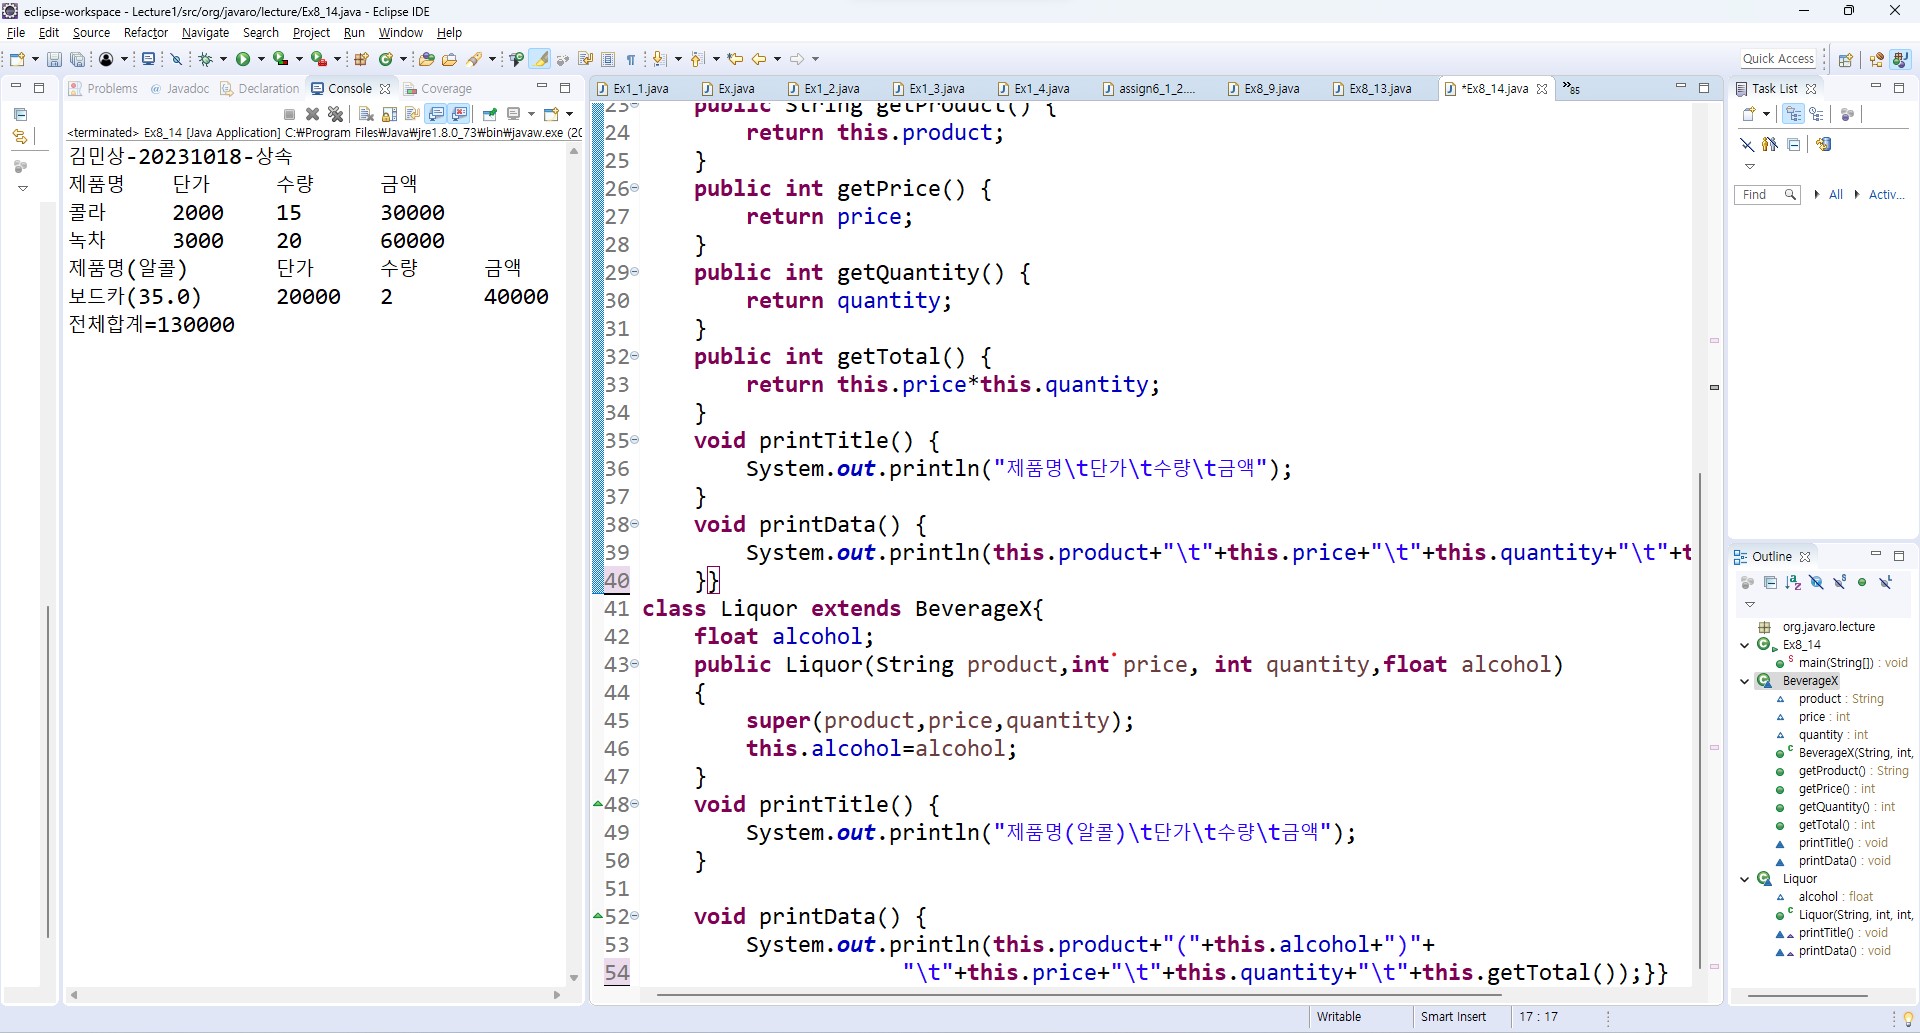 eclipse-workspace - Lecture1/src/org/javaro/lecture/Ex8_14.java - Eclipse IDE
File Edit Source Refactor Navigate Search Project Run Window Help
Quick Access
Problems @ Javadoc Declaration Console Coverage
<terminated> Ex8_14 [Java Application] C:₩Program Files₩Java₩jre1.8.0_73₩bin₩javaw.exe (20
김민상-20231018-상속
제품명 단가 수량 금액
콜라 2000 15 30000
녹차 3000 20 60000
제품명(알콜) 단가 수량 금액
보드카(35.0) 20000 2 40000
전체합계=130000
Ex1_1.java Ex.java Ex1_2.java Ex1_3.java Ex1_4.java assign6_1_2.... Ex8_9.java Ex8_13.java *Ex8_14.java »85
23 public String getProduct() {
24 return this.product;
25 }
26 public int getPrice() {
27 return price;
28 }
29 public int getQuantity() {
30 return quantity;
31 }
32 public int getTotal() {
33 return this.price*this.quantity;
34 }
35 void printTitle() {
36 System.out.println("제품명\t단가\t수량\t금액");
37 }
38 void printData() {
39 System.out.println(this.product+"\t"+this.price+"\t"+this.quantity+"\t"+t
40 }}
41 class Liquor extends BeverageX{
42 float alcohol;
43 public Liquor(String product,int price, int quantity,float alcohol)
44 {
45 super(product,price,quantity);
46 this.alcohol=alcohol;
47 }
48 void printTitle() {
49 System.out.println("제품명(알콜)\t단가\t수량\t금액");
50 }
51
52 void printData() {
53 System.out.println(this.product+"("+this.alcohol+")"+
54 "\t"+this.price+"\t"+this.quantity+"\t"+this.getTotal());}}
Task List
Find All Activ...
Outline
org.javaro.lecture
Ex8_14
main(String[]) : void
BeverageX
product : String
price : int
quantity : int
BeverageX(String, int,
getProduct() : String
getPrice() : int
getQuantity() : int
getTotal() : int
printTitle() : void
printData() : void
Liquor
alcohol : float
Liquor(String, int, int,
printTitle() : void
printData() : void
Writable Smart Insert 17 : 17